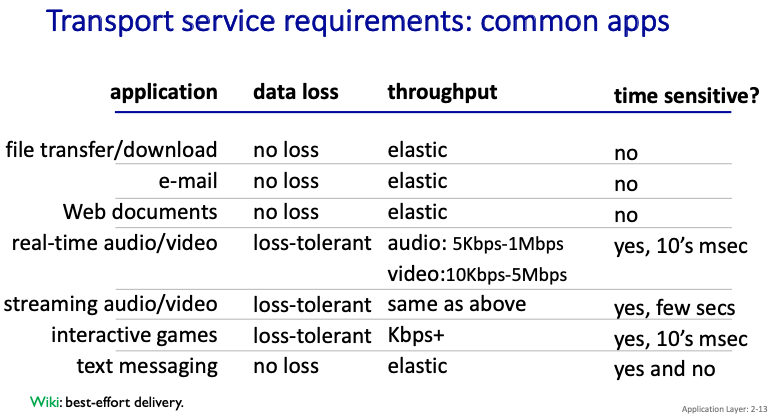 Transport service requirements: common apps
application data loss throughput time sensitive?
file transfer/download no loss elastic no
e-mail no loss elastic no
Web documents no loss elastic no
real-time audio/video loss-tolerant audio: 5Kbps-1Mbps yes, 10’s msec
video:10Kbps-5Mbps
streaming audio/video loss-tolerant same as above yes, few secs
interactive games loss-tolerant Kbps+ yes, 10’s msec
text messaging no loss elastic yes and no
Wiki: best-effort delivery.
Application Layer: 2-13